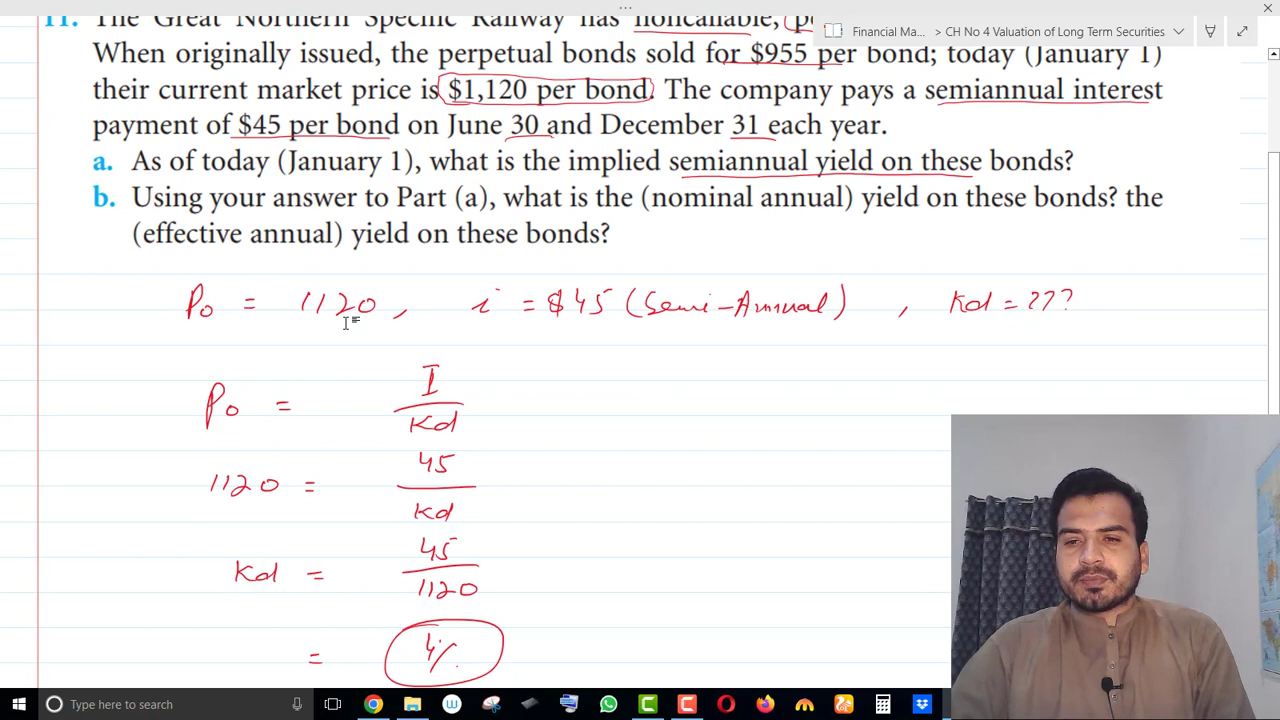 11. The Great Northern Specific Railway has noncallable,
Financial Ma... > CH No 4 Valuation of Long Term Securities
When originally issued, the perpetual bonds sold for $955 per bond; today (January 1)
their current market price is $1,120 per bond. The company pays a semiannual interest
payment of $45 per bond on June 30 and December 31 each year.
a. As of today (January 1), what is the implied semiannual yield on these bonds?
b. Using your answer to Part (a), what is the (nominal annual) yield on these bonds? the
(effective annual) yield on these bonds?
P0 = 1120, i = $45 (Semi-Annual), Kd = ???
P0 = I / Kd
1120 = 45 / Kd
Kd = 45 / 1120
= 4%
Type here to search